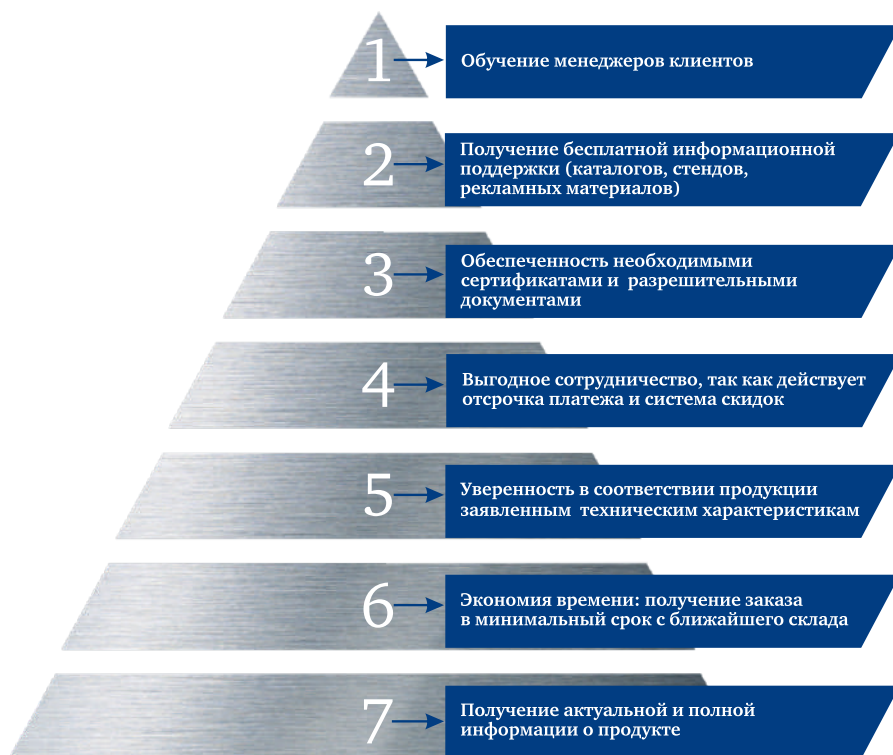 1
Обучение менеджеров клиентов
2
Получение бесплатной информационной
поддержки (каталогов, стендов,
рекламных материалов)
3
Обеспеченность необходимыми
сертификатами и разрешительными
документами
4
Выгодное сотрудничество, так как действует
отсрочка платежа и система скидок
5
Уверенность в соответствии продукции
заявленным техническим характеристикам
6
Экономия времени: получение заказа
в минимальный срок с ближайшего склада
7
Получение актуальной и полной
информации о продукте